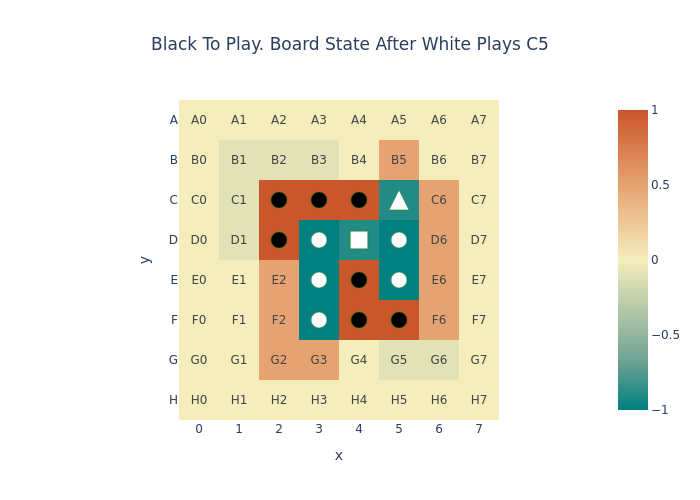 Black To Play. Board State After White Plays C5
A A0 A1 A2 A3 A4 A5 A6 A7
B B0 B1 B2 B3 B4 B5 B6 B7
C C0 C1 C6 C7
D D0 D1 D6 D7
E E0 E1 E2 E6 E7
F F0 F1 F2 F6 F7
G G0 G1 G2 G3 G4 G5 G6 G7
H H0 H1 H2 H3 H4 H5 H6 H7
0 1 2 3 4 5 6 7
x
y
1
0.5
0
−0.5
−1